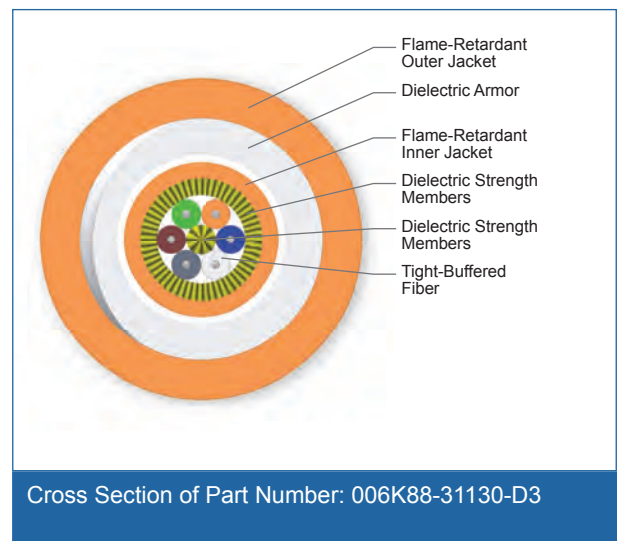 Flame-Retardant
Outer Jacket
Dielectric Armor
Flame-Retardant
Inner Jacket
Dielectric Strength
Members
Dielectric Strength
Members
Tight-Buffered
Fiber
Cross Section of Part Number: 006K88-31130-D3